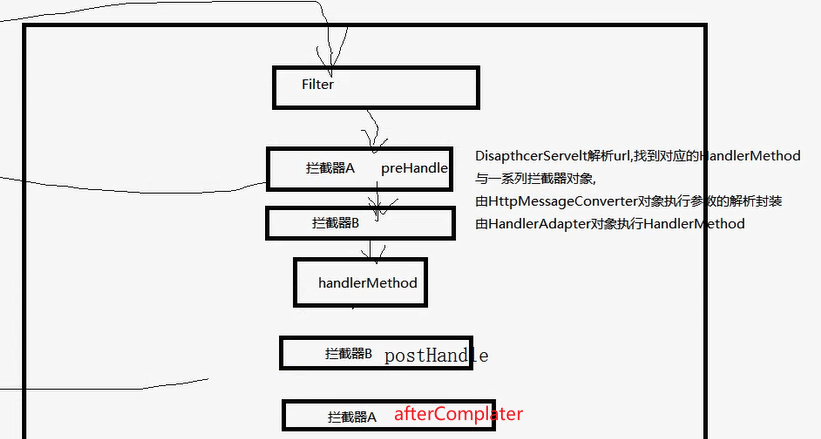 Filter
拦截器A preHandle
DisapthcerServelt解析url,找到对应的HandlerMethod
与一系列拦截器对象,
由HttpMessageConverter对象执行参数的解析封装
拦截器B
由HandlerAdapter对象执行HandlerMethod
handlerMethod
拦截器B postHandle
拦截器A afterComplater